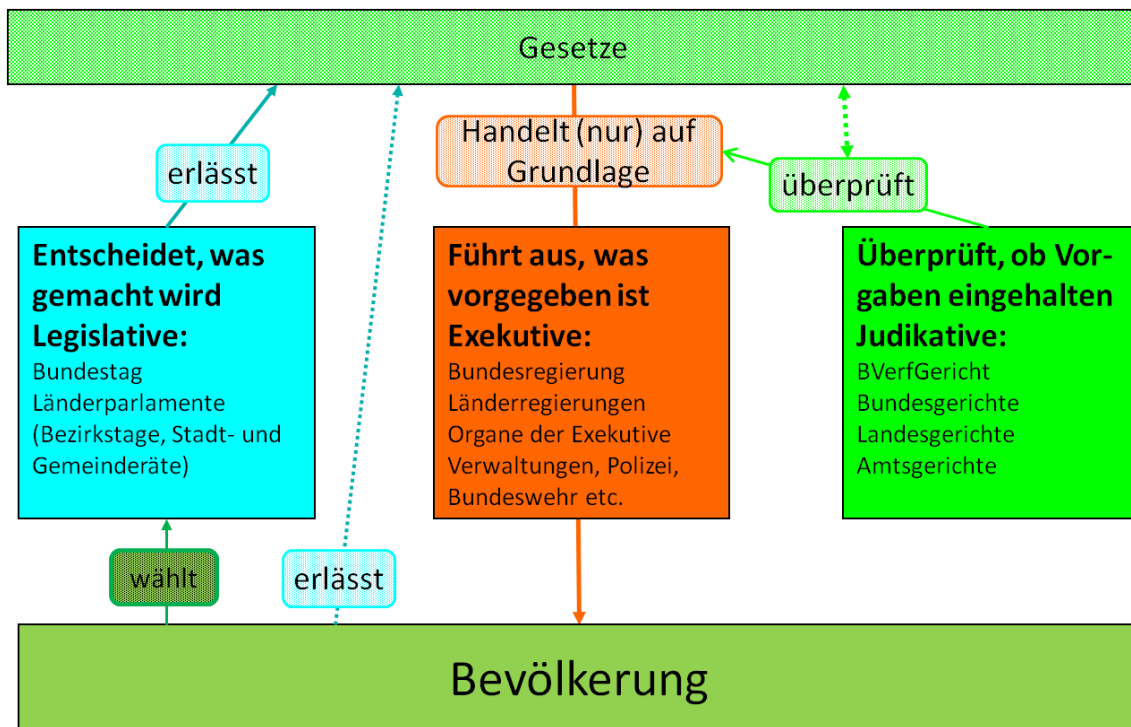 Gesetze
Handelt (nur) auf
Grundlage
erlässt
überprüft
Entscheidet, was
gemacht wird
Legislative:
Bundestag
Länderparlamente
(Bezirkstage, Stadt- und
Gemeinderäte)
Führt aus, was
vorgegeben ist
Exekutive:
Bundesregierung
Länderregierungen
Organe der Exekutive
Verwaltungen, Polizei,
Bundeswehr etc.
Überprüft, ob Vor-
gaben eingehalten
Judikative:
BVerfGericht
Bundesgerichte
Landesgerichte
Amtsgerichte
wählt
erlässt
Bevölkerung